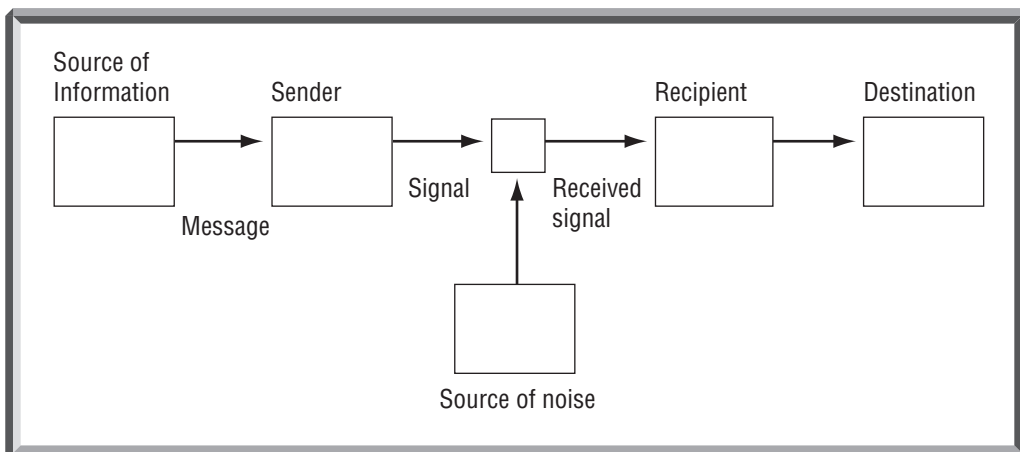 Source of
Information
Sender
Recipient
Destination
Message
Signal
Received
signal
Source of noise